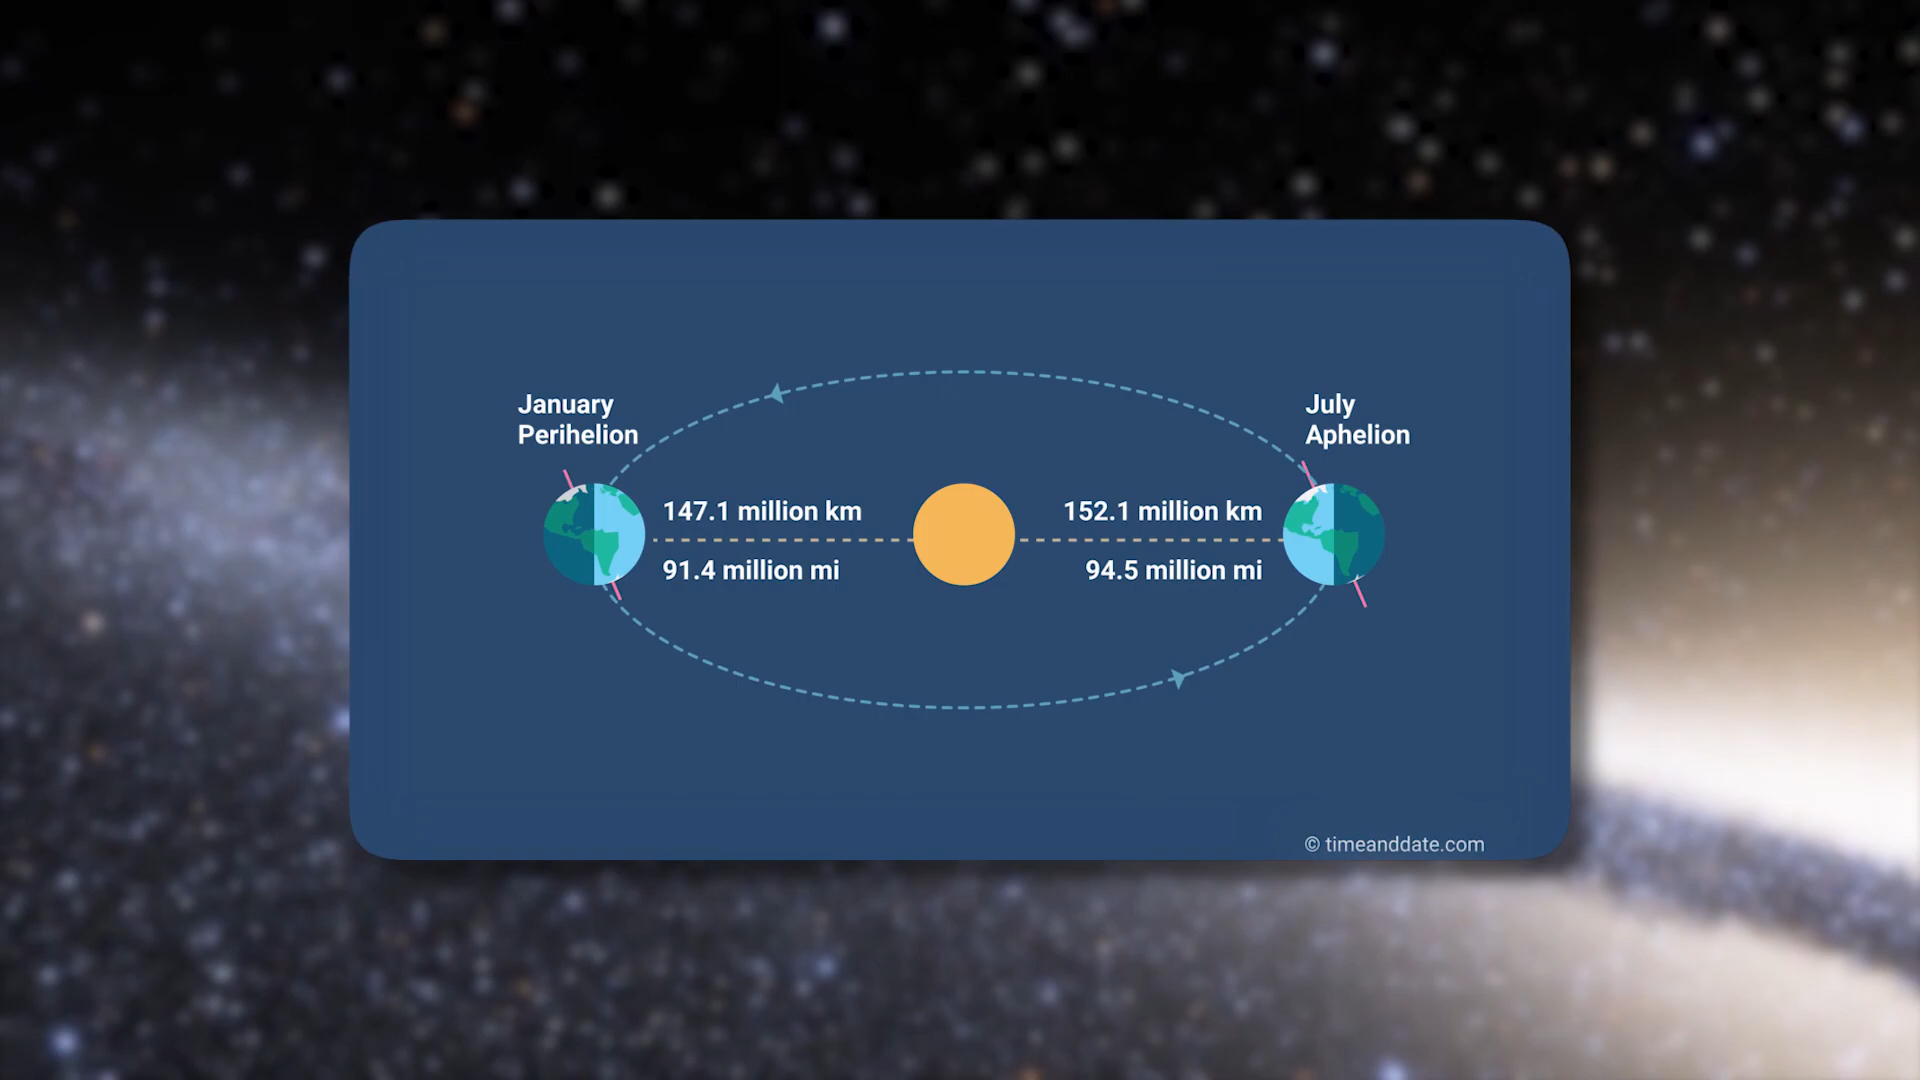 January
Perihelion
July
Aphelion
147.1 million km
152.1 million km
91.4 million mi
94.5 million mi
© timeanddate.com